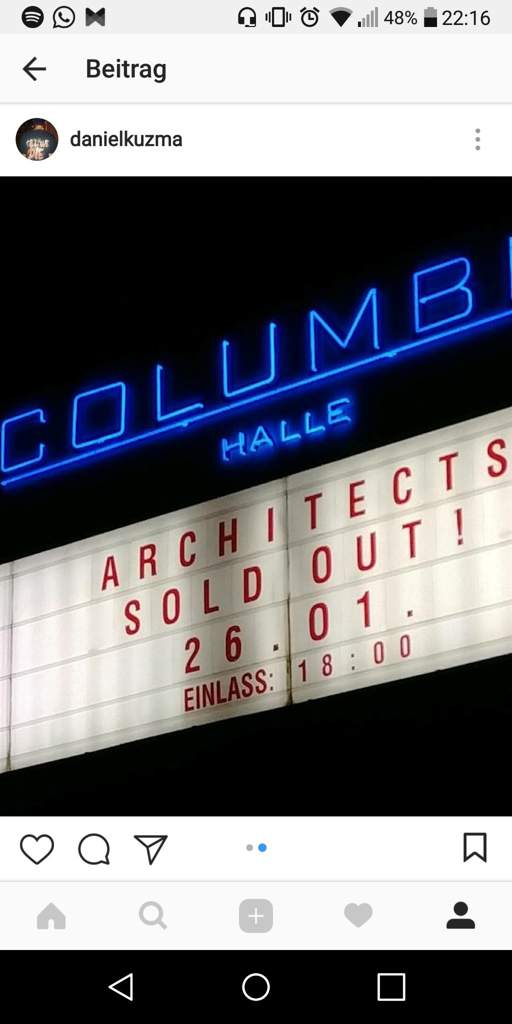 48% 22:16
Beitrag
danielkuzma
COLUMB
HALLE
ARCHITECTS
SOLD OUT!
26.01.
EINLASS: 18:00